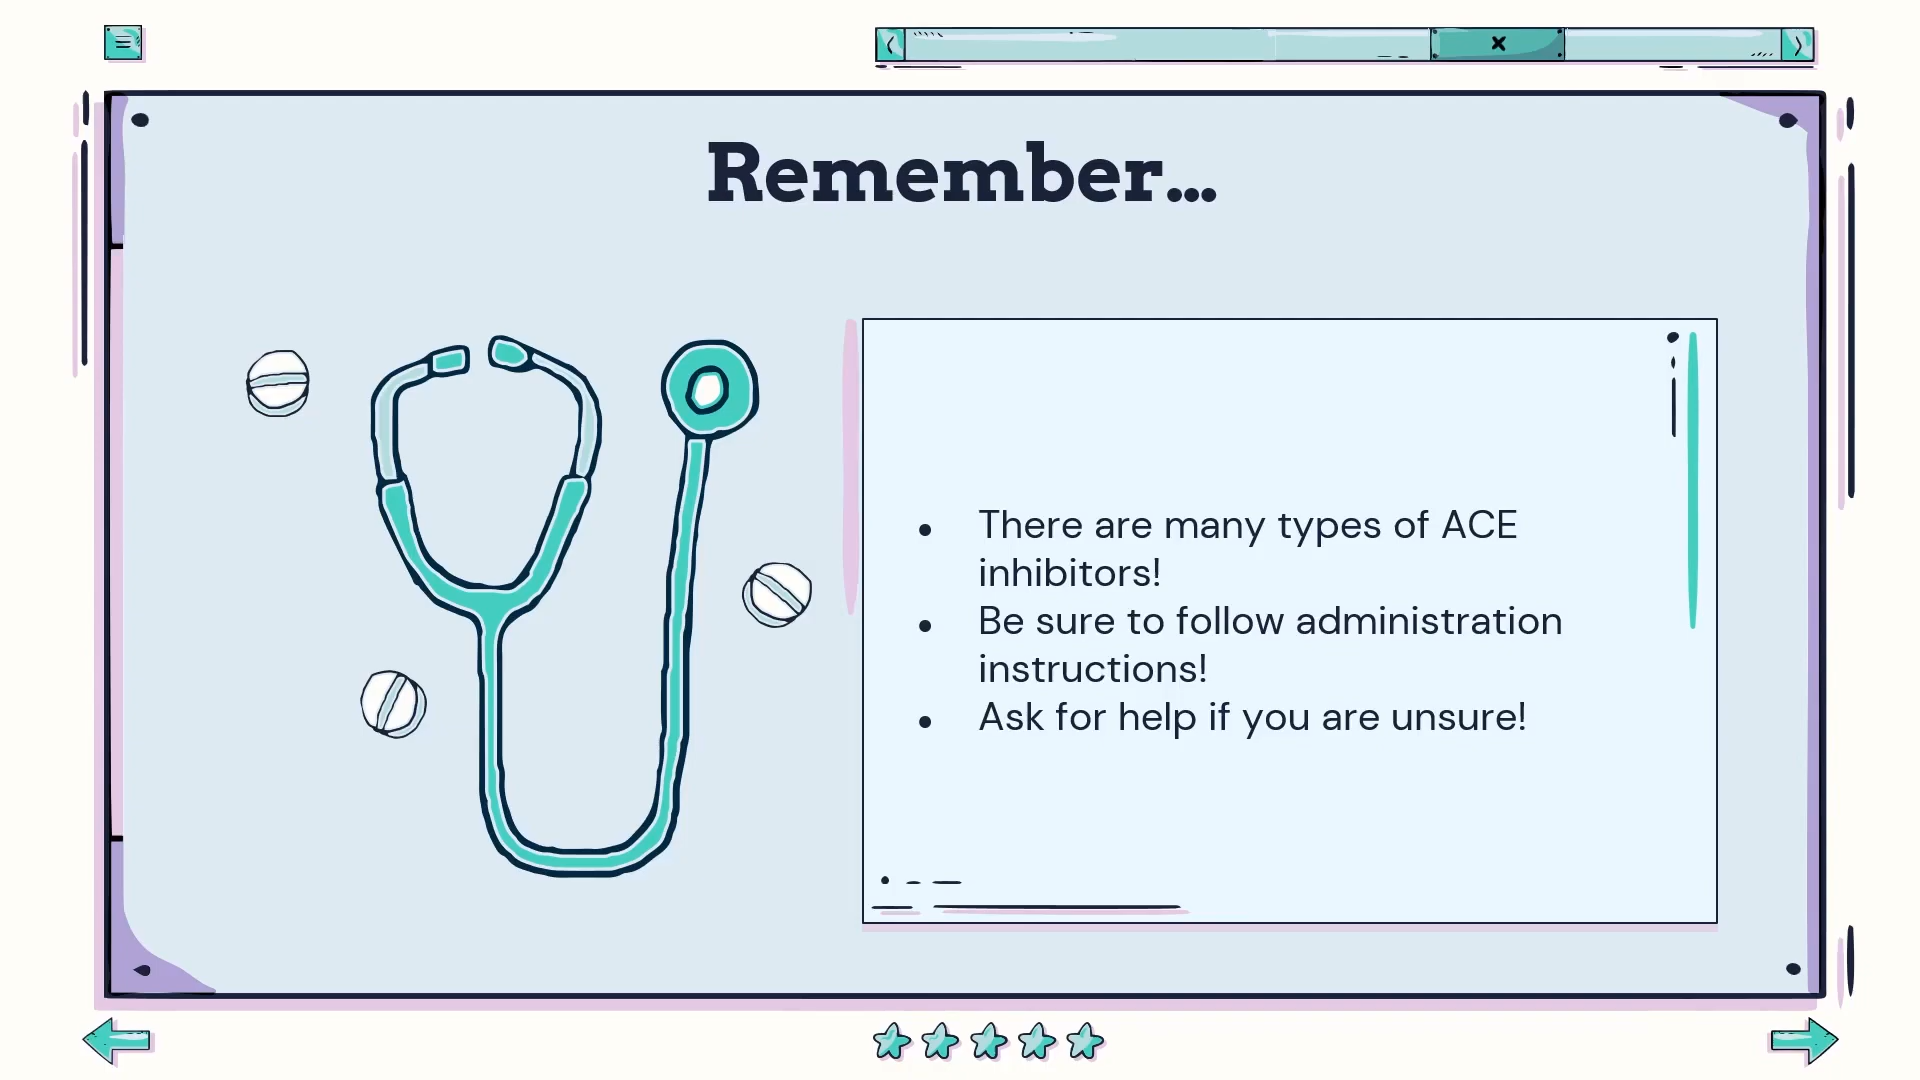 Remember...
• There are many types of ACE
inhibitors!
• Be sure to follow administration
instructions!
• Ask for help if you are unsure!